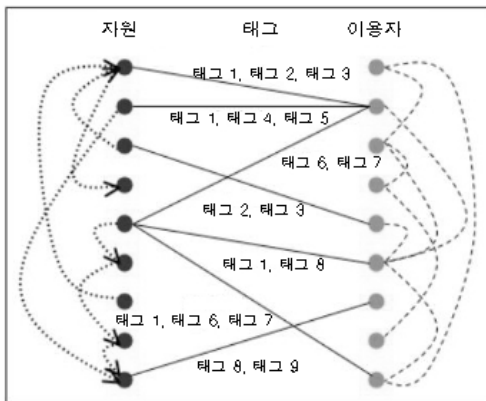 자원 태그 이용자
태그 1, 태그 2, 태그 3
태그 1, 태그 4, 태그 5
태그 6, 태그 7
태그 2, 태그 3
태그 1, 태그 8
태그 1, 태그 6, 태그 7
태그 8, 태그 9